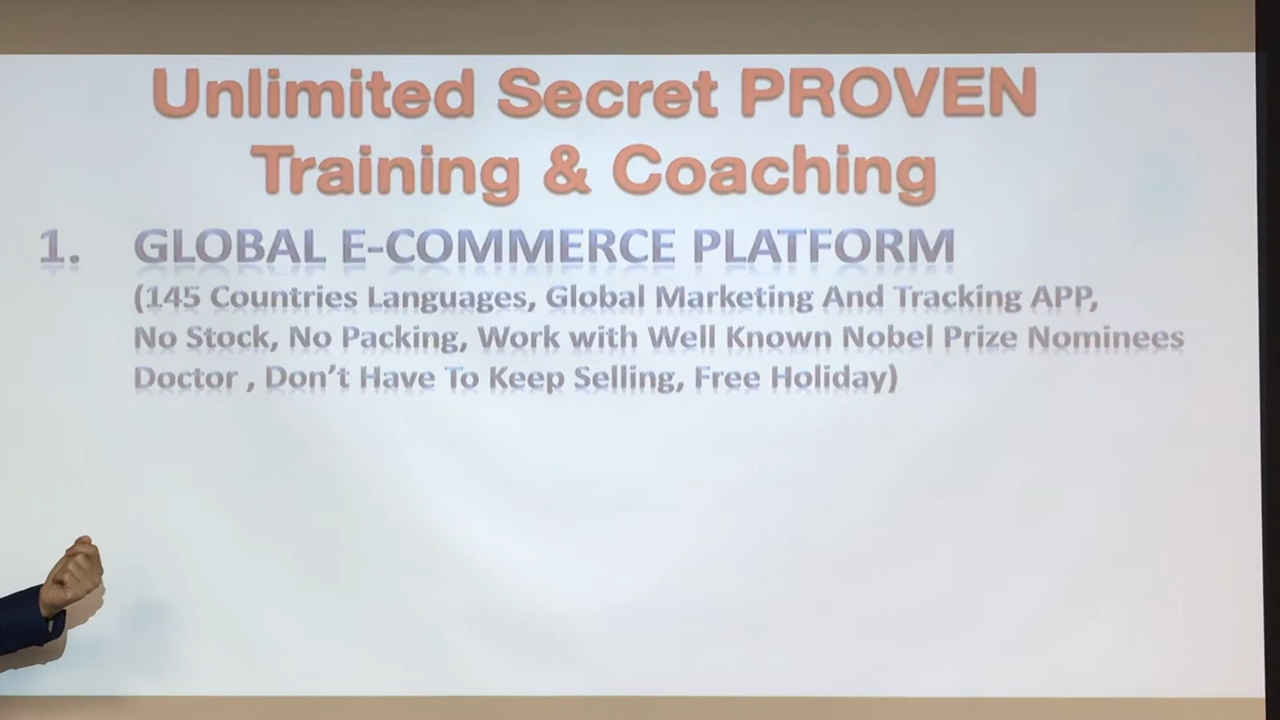 Unlimited Secret PROVEN
Training & Coaching
1. GLOBAL E-COMMERCE PLATFORM
(145 Countries Languages, Global Marketing And Tracking APP,
No Stock, No Packing, Work with Well Known Nobel Prize Nominees
Doctor , Don't Have To Keep Selling, Free Holiday)